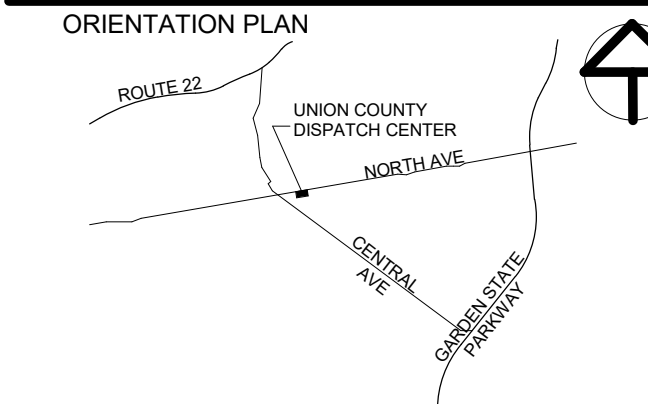 ORIENTATION PLAN
ROUTE 22
UNION COUNTY
DISPATCH CENTER
NORTH AVE
CENTRAL
AVE
GARDEN STATE
PARKWAY